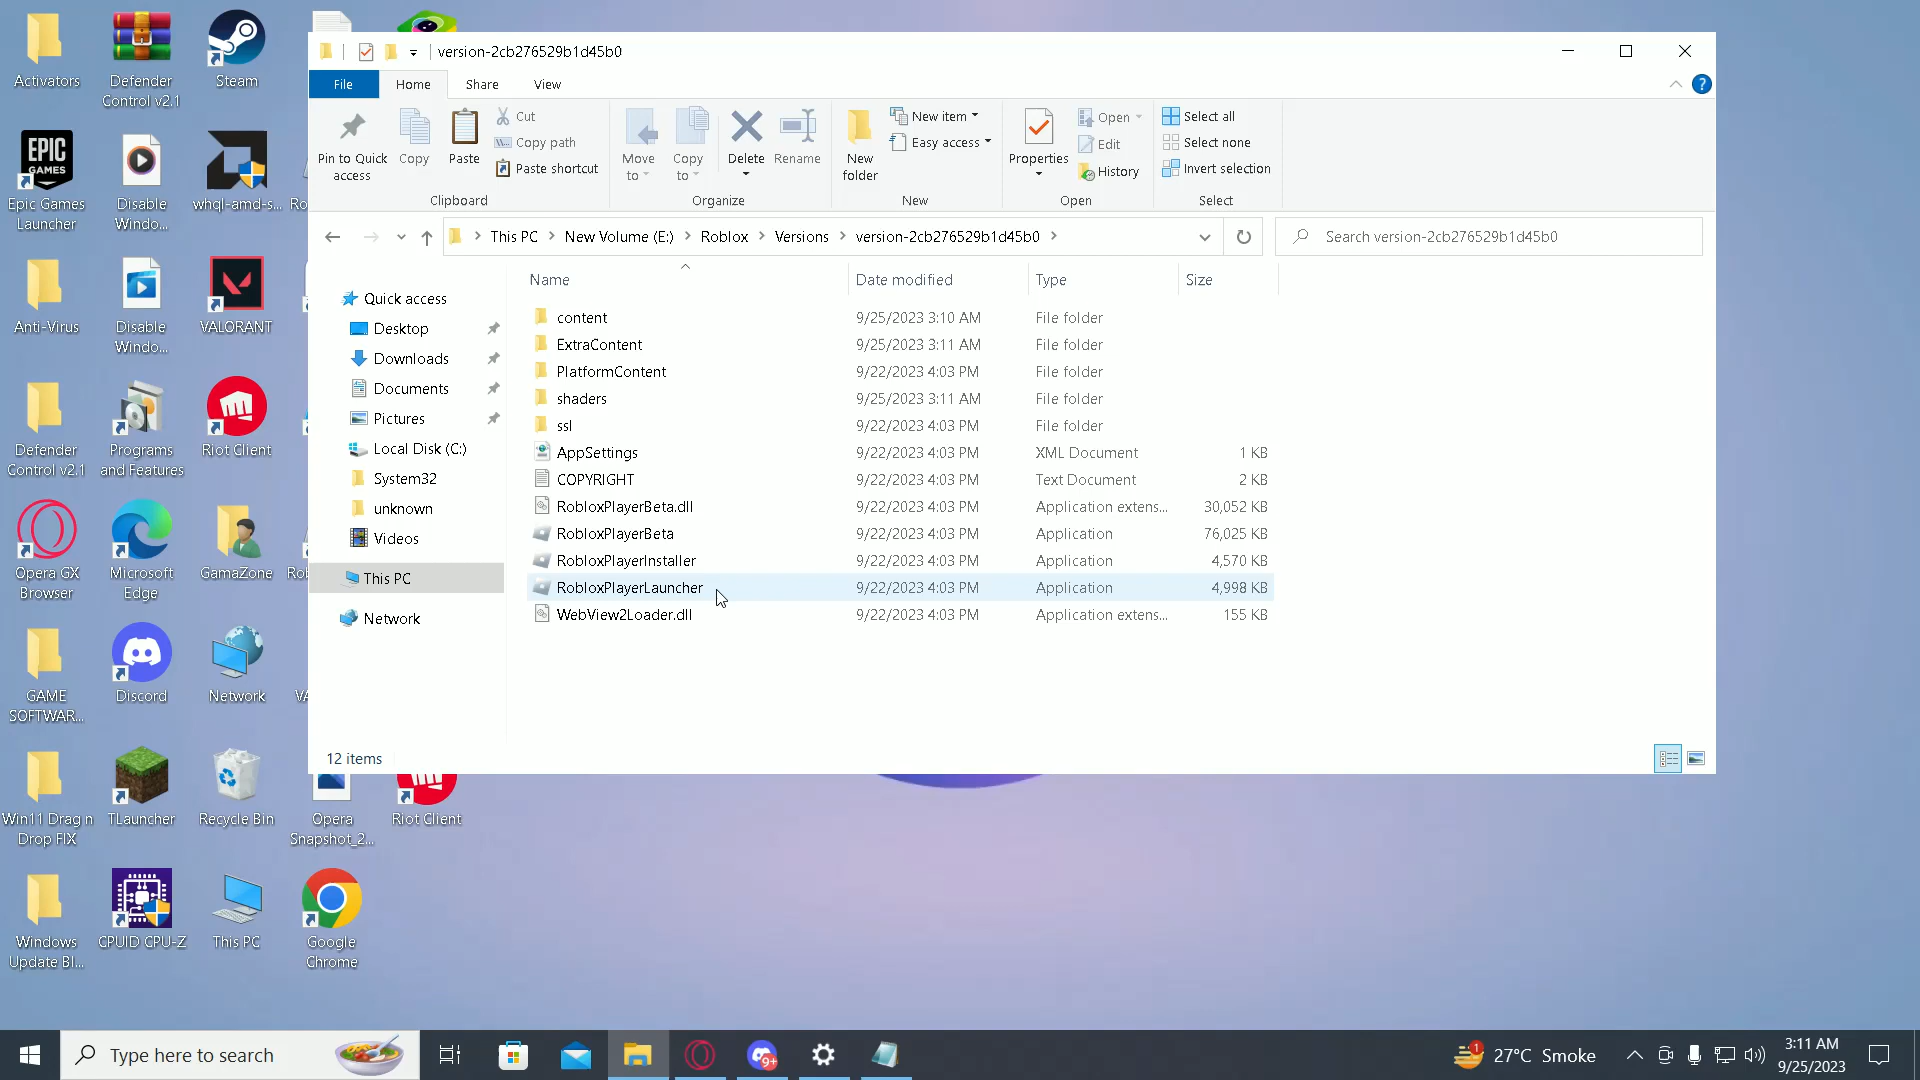 version-2cb276529b1d45b0
File Home Share View
Pin to Quick access
Copy
Paste
Cut
Copy path
Paste shortcut
Clipboard
Move to
Copy to
Delete
Rename
Organize
New folder
New item
Easy access
New
Properties
Open
Edit
History
Open
Select all
Select none
Invert selection
Select
This PC > New Volume (E:) > Roblox > Versions > version-2cb276529b1d45b0 >
Search version-2cb276529b1d45b0
Quick access
Desktop
Downloads
Documents
Pictures
Local Disk (C:)
System32
unknown
Videos
This PC
Network
Name Date modified Type Size
content 9/25/2023 3:10 AM File folder
ExtraContent 9/25/2023 3:11 AM File folder
PlatformContent 9/22/2023 4:03 PM File folder
shaders 9/25/2023 3:11 AM File folder
ssl 9/22/2023 4:03 PM File folder
AppSettings 9/22/2023 4:03 PM XML Document 1 KB
COPYRIGHT 9/22/2023 4:03 PM Text Document 2 KB
RobloxPlayerBeta.dll 9/22/2023 4:03 PM Application extens... 30,052 KB
RobloxPlayerBeta 9/22/2023 4:03 PM Application 76,025 KB
RobloxPlayerInstaller 9/22/2023 4:03 PM Application 4,570 KB
RobloxPlayerLauncher 9/22/2023 4:03 PM Application 4,998 KB
WebView2Loader.dll 9/22/2023 4:03 PM Application extens... 155 KB
12 items
Activators
Defender Control v2.1
Steam
EPIC GAMES
Epic Games Launcher
Disable Windo...
whql-amd-s...
Ro
Anti-Virus
Disable Windo...
VALORANT
Defender Control v2.1
Programs and Features
Riot Client
Opera GX Browser
Microsoft Edge
GamaZone
Rob
GAME SOFTWAR...
Discord
Network
VA
Win11 Drag n Drop FIX
TLauncher
Recycle Bin
Opera Snapshot_2...
Riot Client
Windows Update Bl...
CPUID CPU-Z
This PC
Google Chrome
Type here to search
9+
1
27°C Smoke
3:11 AM
9/25/2023